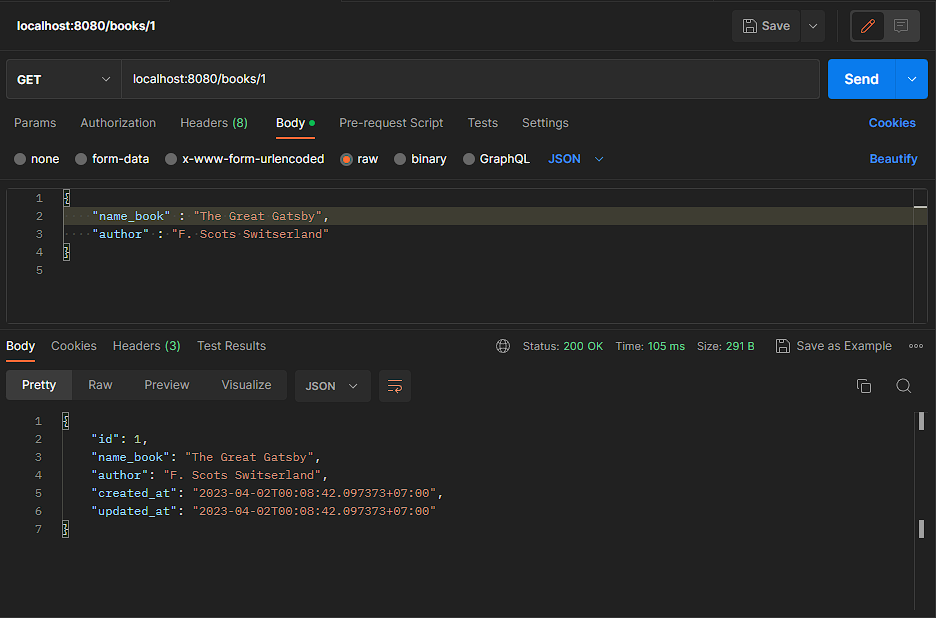 localhost:8080/books/1
Save
GET localhost:8080/books/1 Send
Params Authorization Headers (8) Body Pre-request Script Tests Settings Cookies
none form-data x-www-form-urlencoded raw binary GraphQL JSON Beautify
1 {
2 "name_book" : "The Great Gatsby",
3 "author" : "F. Scots Switserland"
4 }
5
Body Cookies Headers (3) Test Results Status: 200 OK Time: 105 ms Size: 291 B Save as Example
Pretty Raw Preview Visualize JSON
1 {
2 "id": 1,
3 "name_book": "The Great Gatsby",
4 "author": "F. Scots Switserland",
5 "created_at": "2023-04-02T00:08:42.097373+07:00",
6 "updated_at": "2023-04-02T00:08:42.097373+07:00"
7 }